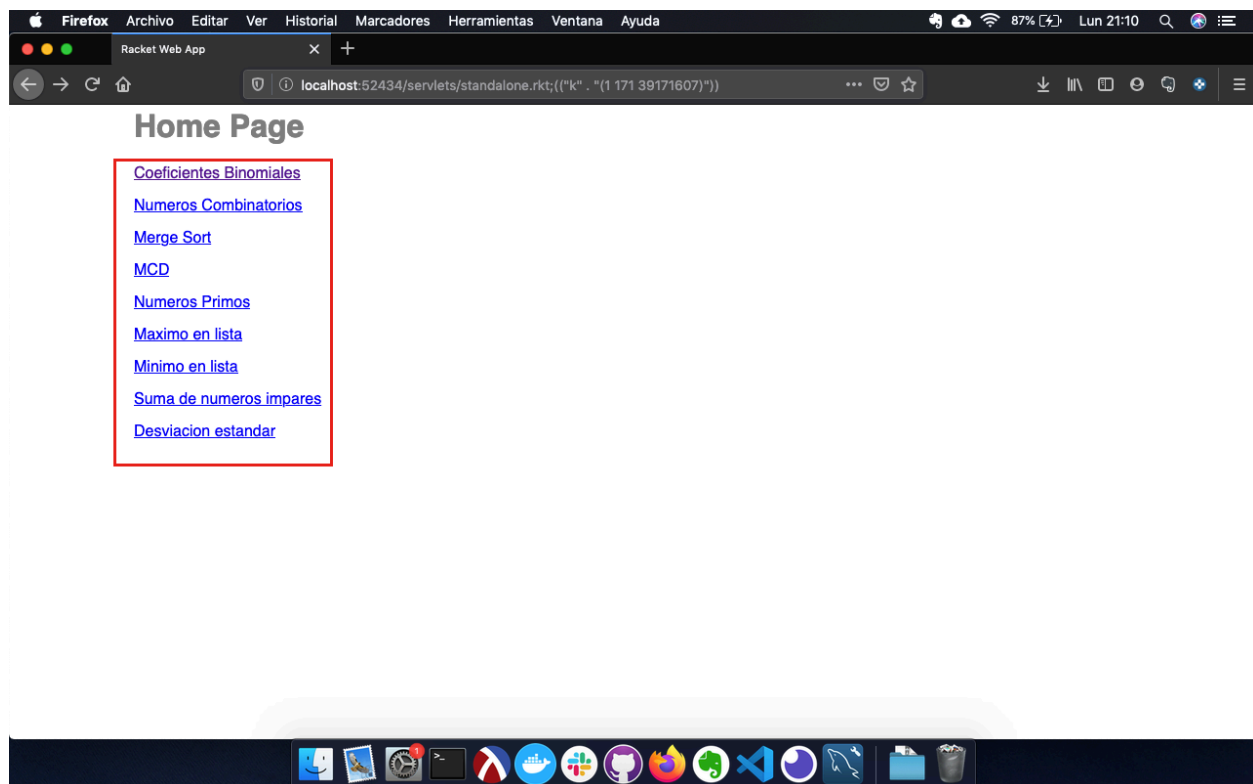 Firefox Archivo Editar Ver Historial Marcadores Herramientas Ventana Ayuda 87% Lun 21:10
Racket Web App
localhost:52434/servlets/standalone.rkt;(("k" . "(1 171 39171607)"))
Home Page
Coeficientes Binomiales
Numeros Combinatorios
Merge Sort
MCD
Numeros Primos
Maximo en lista
Minimo en lista
Suma de numeros impares
Desviacion estandar
1